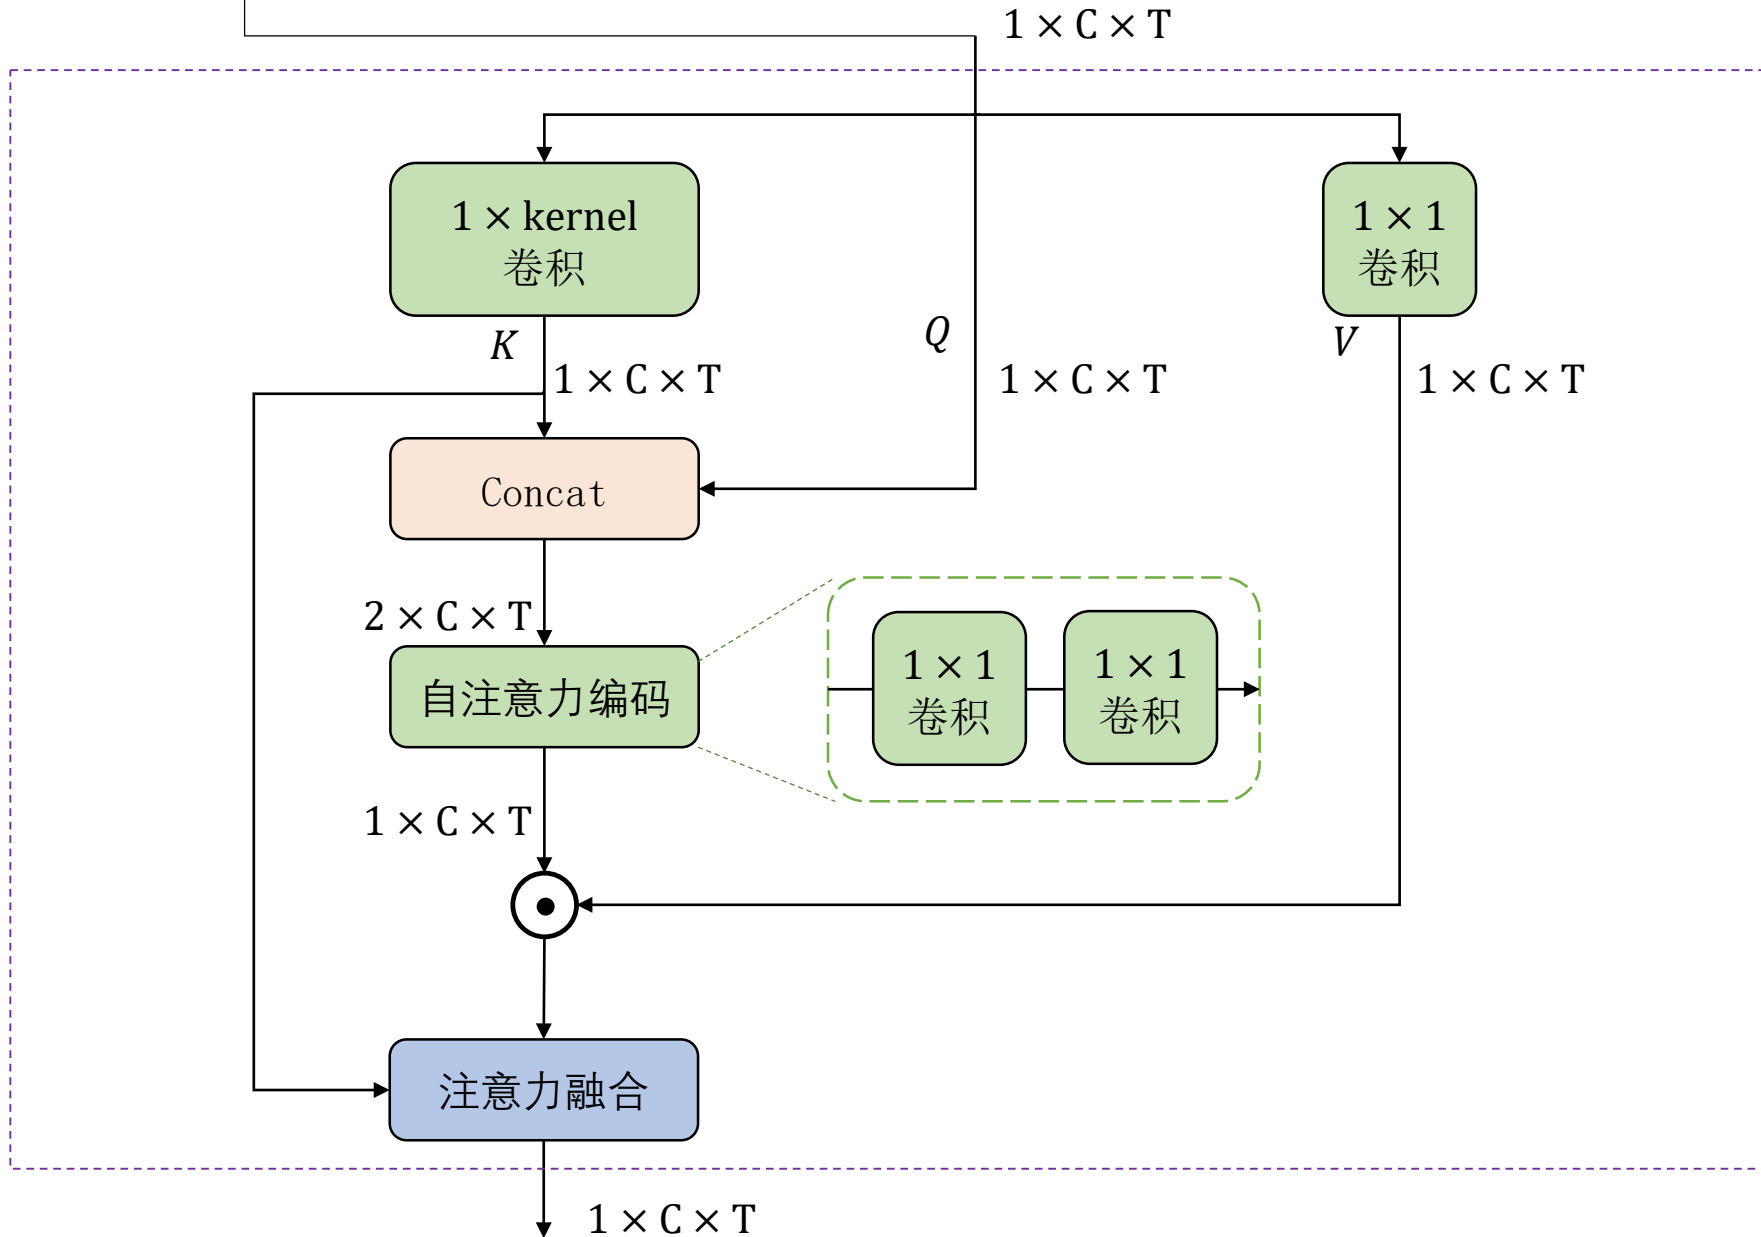 1 × C × T
1 × kernel
卷积
1 × 1
卷积
K
Q
V
1 × C × T
1 × C × T
1 × C × T
Concat
2 × C × T
自注意力编码
1 × 1
卷积
1 × 1
卷积
1 × C × T
注意力融合
1 × C × T